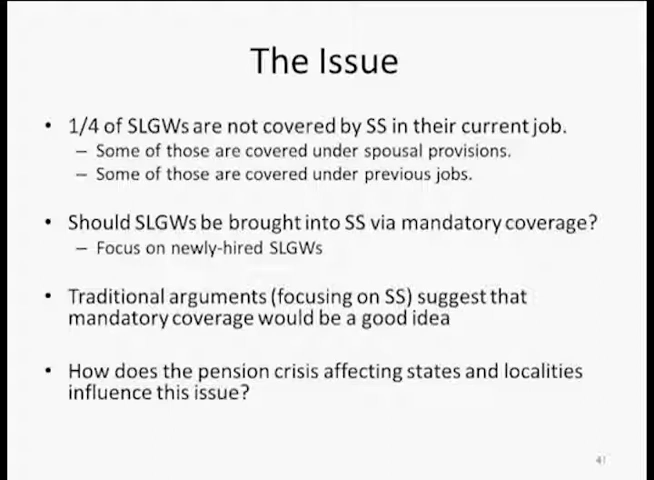 The Issue
• 1/4 of SLGWs are not covered by SS in their current job.
– Some of those are covered under spousal provisions.
– Some of those are covered under previous jobs.
• Should SLGWs be brought into SS via mandatory coverage?
– Focus on newly-hired SLGWs
• Traditional arguments (focusing on SS) suggest that
mandatory coverage would be a good idea
• How does the pension crisis affecting states and localities
influence this issue?